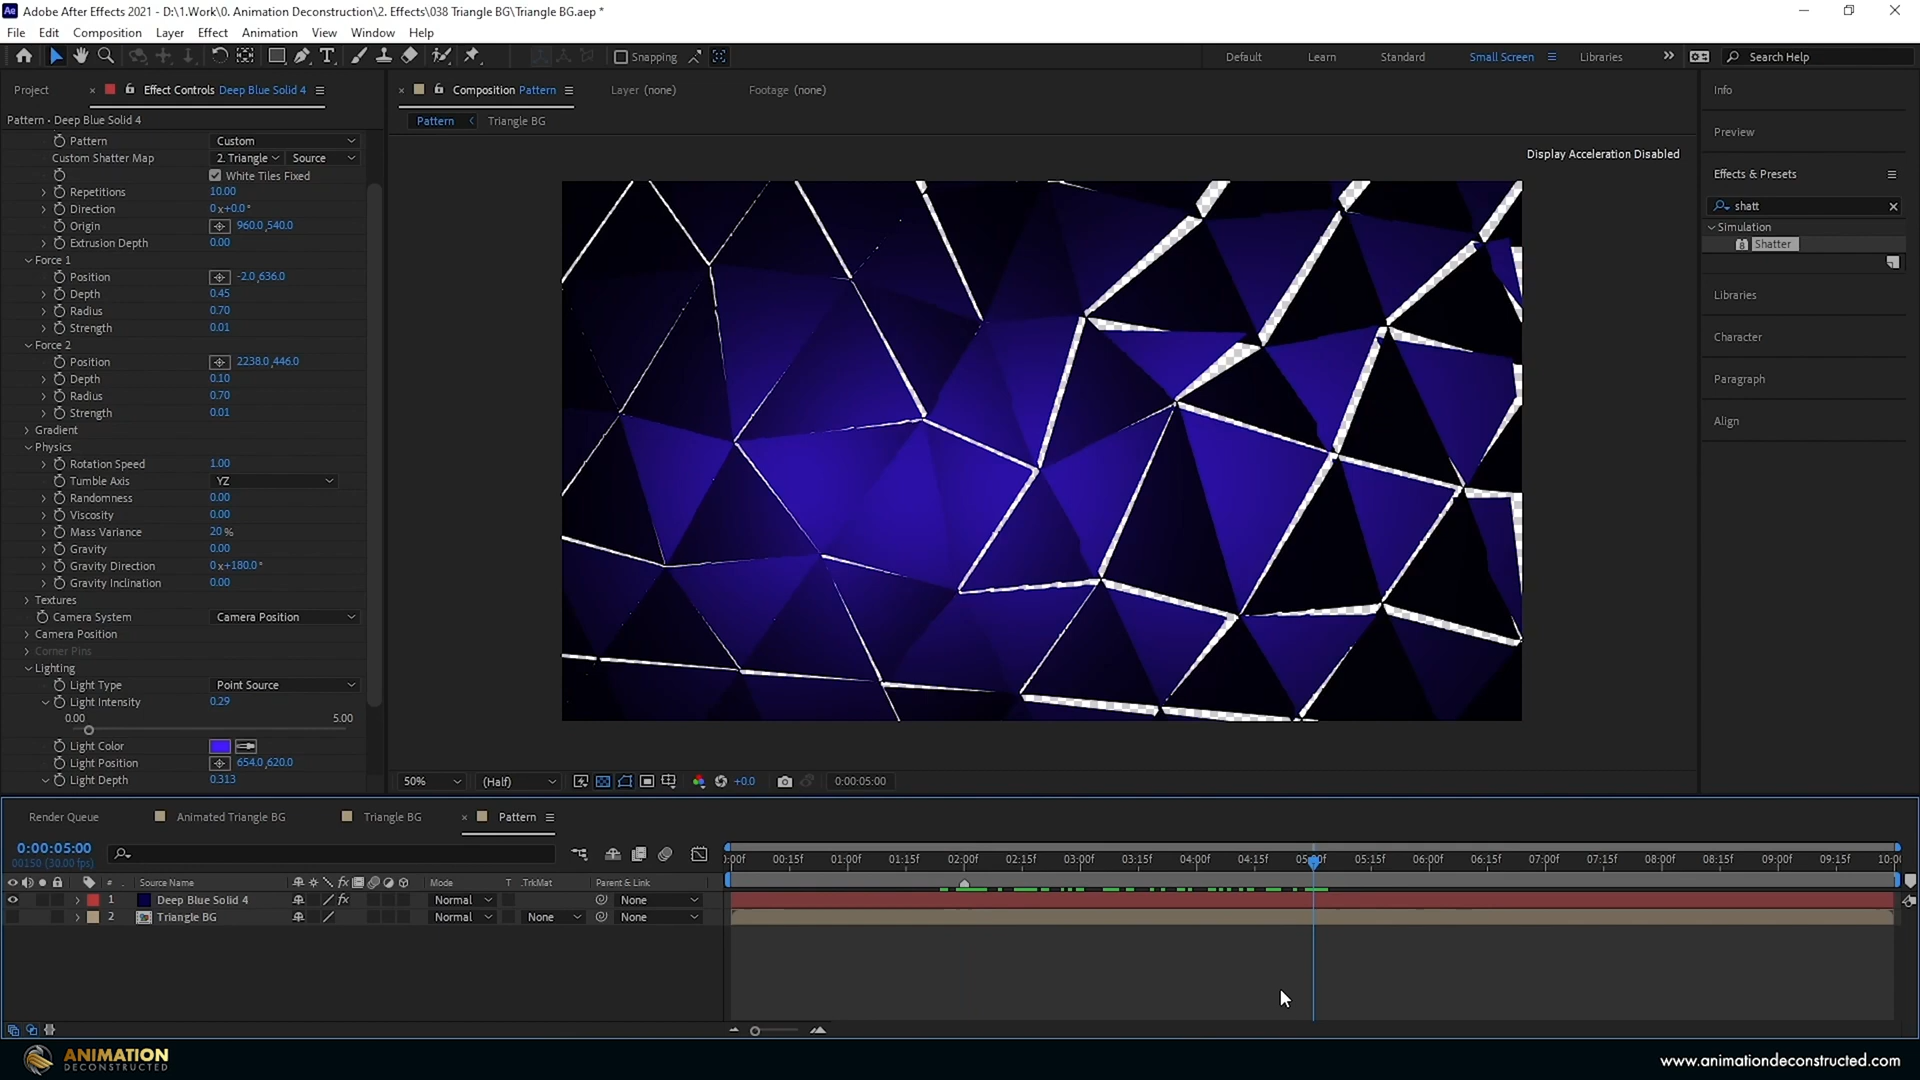 Adobe After Effects 2021 - D:\1.Work\0. Animation Deconstruction\2. Effects\038 Triangle BG\Triangle BG.aep *
File Edit Composition Layer Effect Animation View Window Help
Snapping Default Learn Standard Small Screen Libraries Search Help
Project Effect Controls Deep Blue Solid 4
Composition Pattern Layer (none) Footage (none)
Pattern • Deep Blue Solid 4
Pattern Triangle BG
Display Acceleration Disabled
Pattern Custom
Custom Shatter Map 2. Triangle Source
White Tiles Fixed
Repetitions 10.00
Direction 0x+0.0°
Origin 960.0,540.0
Extrusion Depth 0.00
Force 1
Position -2.0,636.0
Depth 0.45
Radius 0.70
Strength 0.01
Force 2
Position 2238.0,446.0
Depth 0.10
Radius 0.70
Strength 0.01
Gradient
Physics
Rotation Speed 1.00
Tumble Axis YZ
Randomness 0.00
Viscosity 0.00
Mass Variance 20%
Gravity 0.00
Gravity Direction 0x+180.0°
Gravity Inclination 0.00
Textures
Camera System Camera Position
Camera Position
Corner Pins
Lighting
Light Type Point Source
Light Intensity 0.29
0.00 5.00
Light Color
Light Position 654.0,620.0
Light Depth 0.313
50% (Half) +0.0 0:00:05:00
Info
Preview
Effects & Presets
shatt
Simulation
Shatter
Libraries
Character
Paragraph
Align
Render Queue Animated Triangle BG Triangle BG Pattern
0:00:05:00
00150 (30.00 fps)
:00f 00:15f 01:00f 01:15f 02:00f 02:15f 03:00f 03:15f 04:00f 04:15f 05:00f 05:15f 06:00f 06:15f 07:00f 07:15f 08:00f 08:15f 09:00f 09:15f 10:00
# Source Name fx Mode T .TrkMat Parent & Link
1 Deep Blue Solid 4 fx Normal None
2 Triangle BG Normal None None
ANIMATION
DECONSTRUCTED
www.animationdeconstructed.com